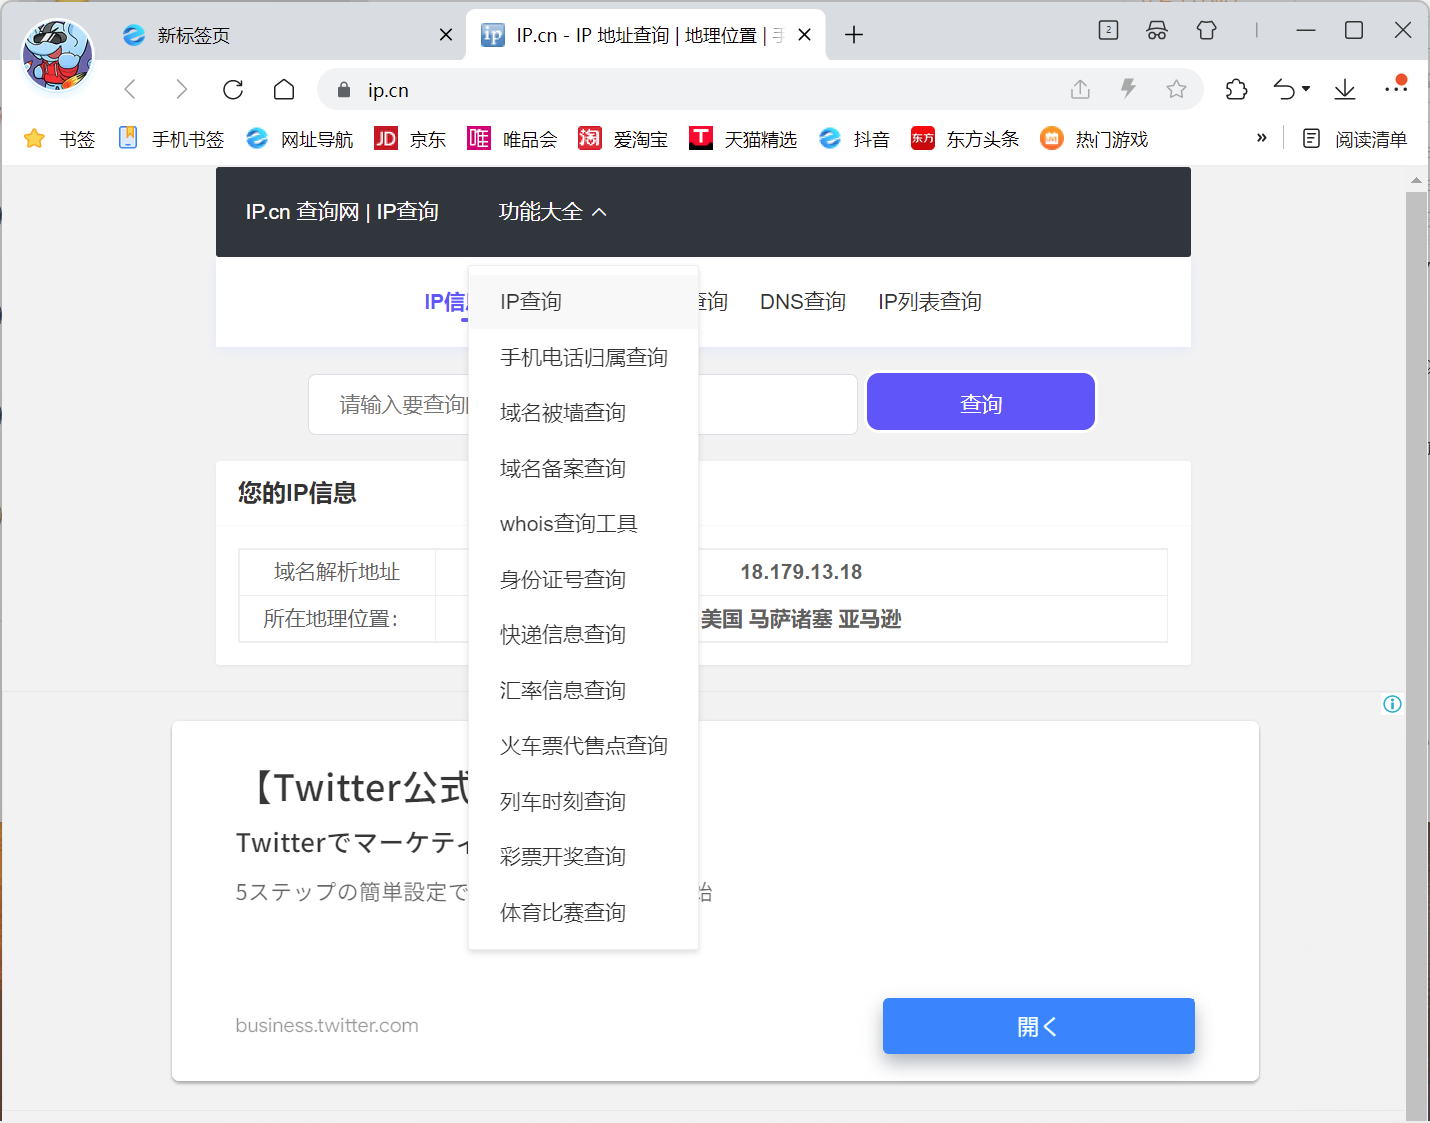 新标签页
IP.cn - IP 地址查询 | 地理位置 | 手
2
ip.cn
书签 手机书签 网址导航 JD 京东 唯 唯品会 淘 爱淘宝 T 天猫精选 抖音 东方 东方头条 热门游戏 » 阅读清单
IP.cn 查询网 | IP查询 功能大全
IP信 查询 DNS查询 IP列表查询
IP查询
手机电话归属查询
域名被墙查询
域名备案查询
whois查询工具
身份证号查询
快递信息查询
汇率信息查询
火车票代售点查询
列车时刻查询
彩票开奖查询
体育比赛查询
请输入要查询 查询
您的IP信息
域名解析地址 18.179.13.18
所在地理位置: 美国 马萨诸塞 亚马逊
【Twitter公式
Twitterでマーケティ
5ステップの簡単設定で 始
business.twitter.com
開く